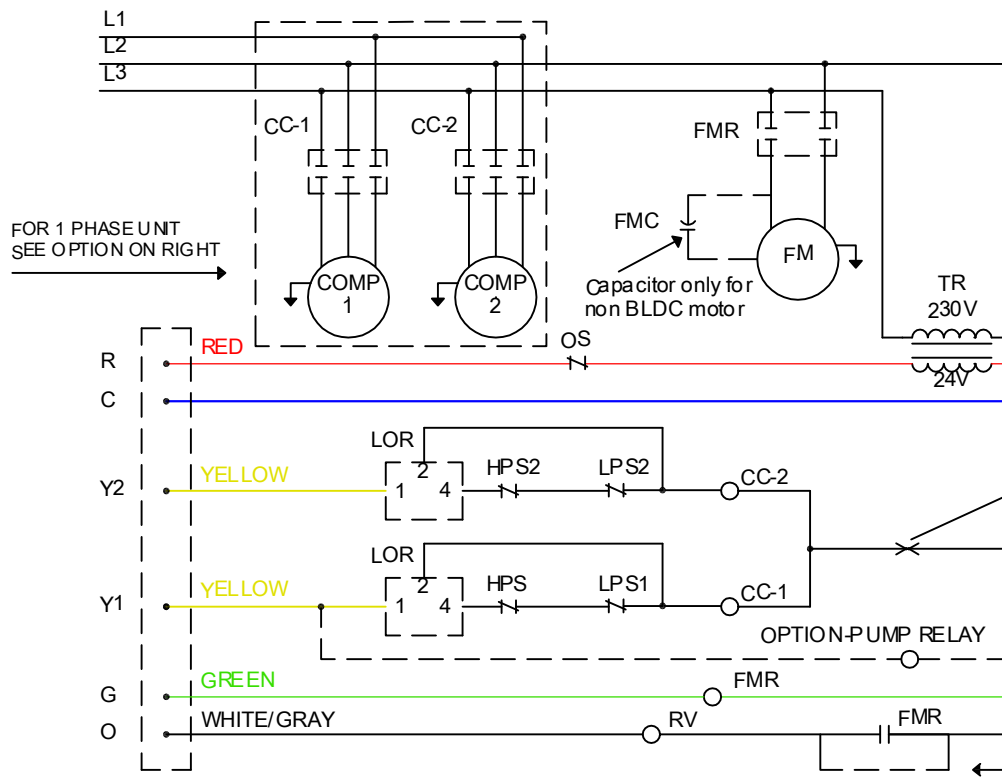 L1
L2
L3
CC-1
CC-2
FMR
FOR 1 PHASE UNIT
SEE OPTION ON RIGHT
FMC
FM
Capacitor only for
non BLDC motor
COMP
1
COMP
2
TR
230V
24V
OS
R
RED
C
LOR
2
HPS2
LPS2
Y2
YELLOW
1
4
CC-2
LOR
2
HPS
LPS1
Y1
YELLOW
1
4
CC-1
OPTION-PUMP RELAY
G
GREEN
FMR
O
WHITE/GRAY
RV
FMR